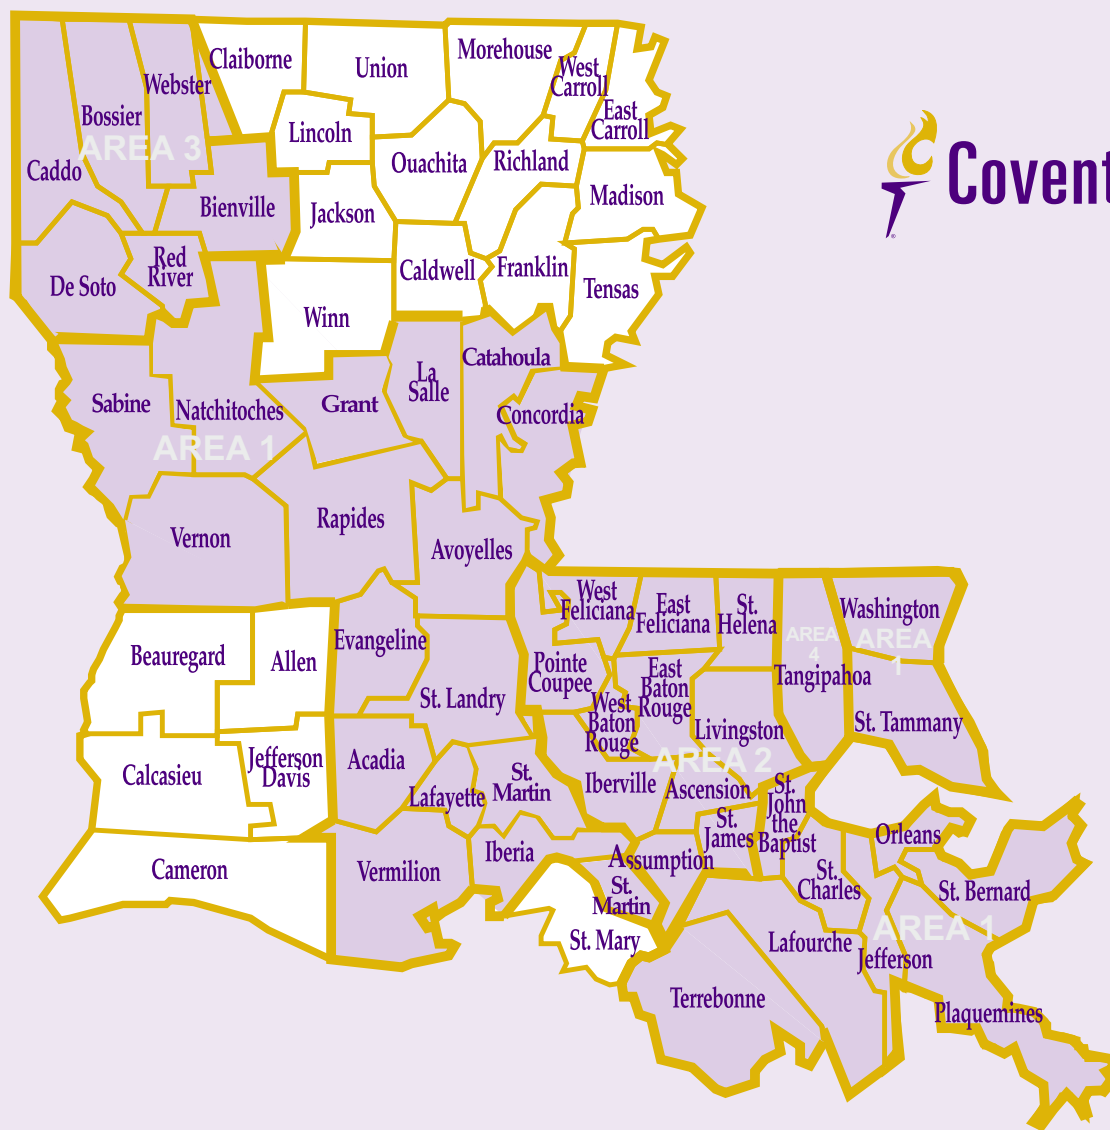 Claiborne
Union
Morehouse
West
Carroll
East
Carroll
Webster
Bossier
AREA 3
Caddo
Lincoln
Ouachita
Richland
Madison
Covent
®
Bienville
Jackson
Red
River
De Soto
Caldwell
Franklin
Tensas
Winn
La
Salle
Catahoula
Sabine
Natchitoches
Grant
Concordia
AREA 1
Vernon
Rapides
Avoyelles
West
Feliciana
East
Feliciana
St.
Helena
AREA
4
Tangipahoa
Washington
AREA
1
Beauregard
Allen
Evangeline
St. Landry
Pointe
Coupee
West
Baton
Rouge
East
Baton
Rouge
Livingston
St. Tammany
AREA 2
Calcasieu
Jefferson
Davis
Acadia
Lafayette
St.
Martin
Iberville
Ascension
St.
James
St.
John
the
Baptist
Orleans
Cameron
Vermilion
Iberia
Assumption
St.
Martin
St.
Charles
St. Bernard
AREA 1
St. Mary
Lafourche
Jefferson
Terrebonne
Plaquemines